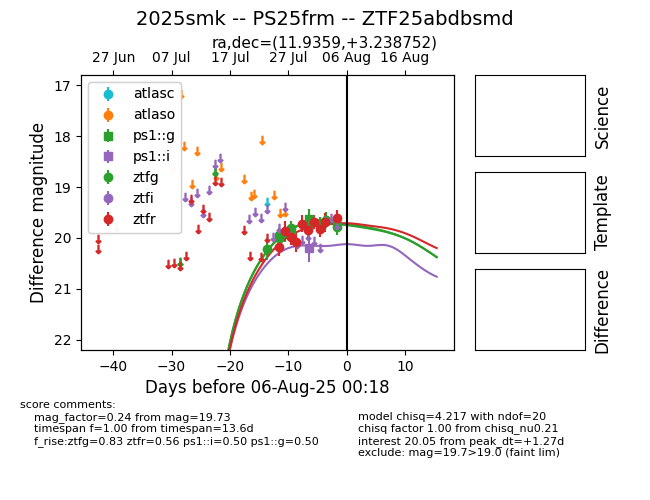 2025smk -- PS25frm -- ZTF25abdbsmd
ra,dec=(11.9359,+3.238752)
27 Jun 07 Jul 17 Jul 27 Jul 06 Aug 16 Aug
17
18
19
20
21
22
Difference magnitude
atlasc
atlaso
ps1::g
ps1::i
ztfg
ztfi
ztfr
−40 −30 −20 −10 0 10
Days before 06-Aug-25 00:18
Science
Template
Difference
score comments:
mag_factor=0.24 from mag=19.73
timespan f=1.00 from timespan=13.6d
f_rise:ztfg=0.83 ztfr=0.56 ps1::i=0.50 ps1::g=0.50
model chisq=4.217 with ndof=20
chisq factor 1.00 from chisq_nu0.21
interest 20.05 from peak_dt=+1.27d
exclude: mag=19.7>19.0 (faint lim)